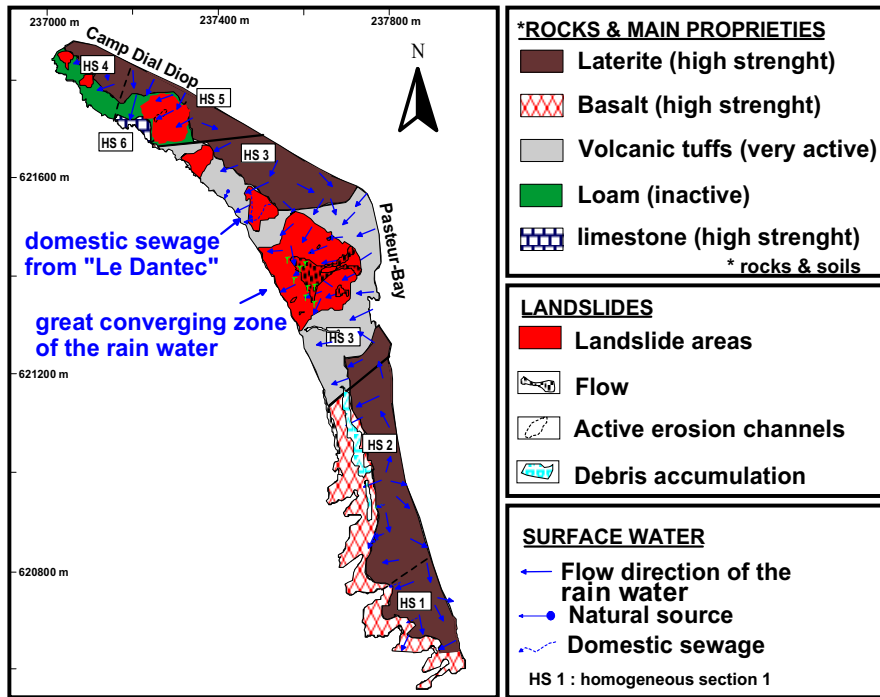 237000 m
237400 m
237800 m
Camp Dial Diop
N
HS 4
HS 5
HS 6
HS 3
621600 m
Pasteur-Bay
domestic sewage
from "Le Dantec"
great converging zone
of the rain water
HS 3
621200 m
HS 2
620800 m
HS 1
*ROCKS & MAIN PROPRIETIES
Laterite (high strenght)
Basalt (high strenght)
Volcanic tuffs (very active)
Loam (inactive)
limestone (high strenght)
* rocks & soils
LANDSLIDES
Landslide areas
Flow
Active erosion channels
Debris accumulation
SURFACE WATER
Flow direction of the
rain water
Natural source
Domestic sewage
HS 1 : homogeneous section 1